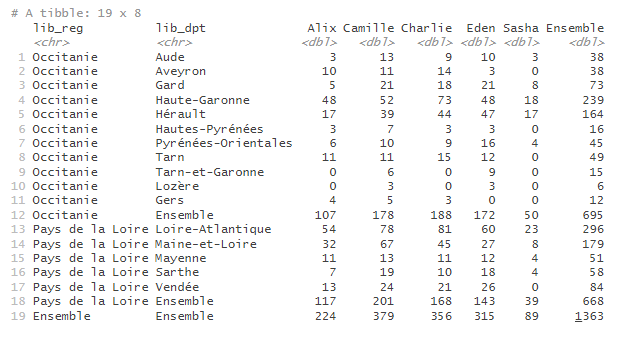 # A tibble: 19 x 8
lib_reg lib_dpt Alix Camille Charlie Eden Sasha Ensemble
<chr> <chr> <dbl> <dbl> <dbl> <dbl> <dbl> <dbl>
1 Occitanie Aude 3 13 9 10 3 38
2 Occitanie Aveyron 10 11 14 3 0 38
3 Occitanie Gard 5 21 18 21 8 73
4 Occitanie Haute-Garonne 48 52 73 48 18 239
5 Occitanie Hérault 17 39 44 47 17 164
6 Occitanie Hautes-Pyrénées 3 7 3 3 0 16
7 Occitanie Pyrénées-Orientales 6 10 9 16 4 45
8 Occitanie Tarn 11 11 15 12 0 49
9 Occitanie Tarn-et-Garonne 0 6 0 9 0 15
10 Occitanie Lozère 0 3 0 3 0 6
11 Occitanie Gers 4 5 3 0 0 12
12 Occitanie Ensemble 107 178 188 172 50 695
13 Pays de la Loire Loire-Atlantique 54 78 81 60 23 296
14 Pays de la Loire Maine-et-Loire 32 67 45 27 8 179
15 Pays de la Loire Mayenne 11 13 11 12 4 51
16 Pays de la Loire Sarthe 7 19 10 18 4 58
17 Pays de la Loire Vendée 13 24 21 26 0 84
18 Pays de la Loire Ensemble 117 201 168 143 39 668
19 Ensemble Ensemble 224 379 356 315 89 1363